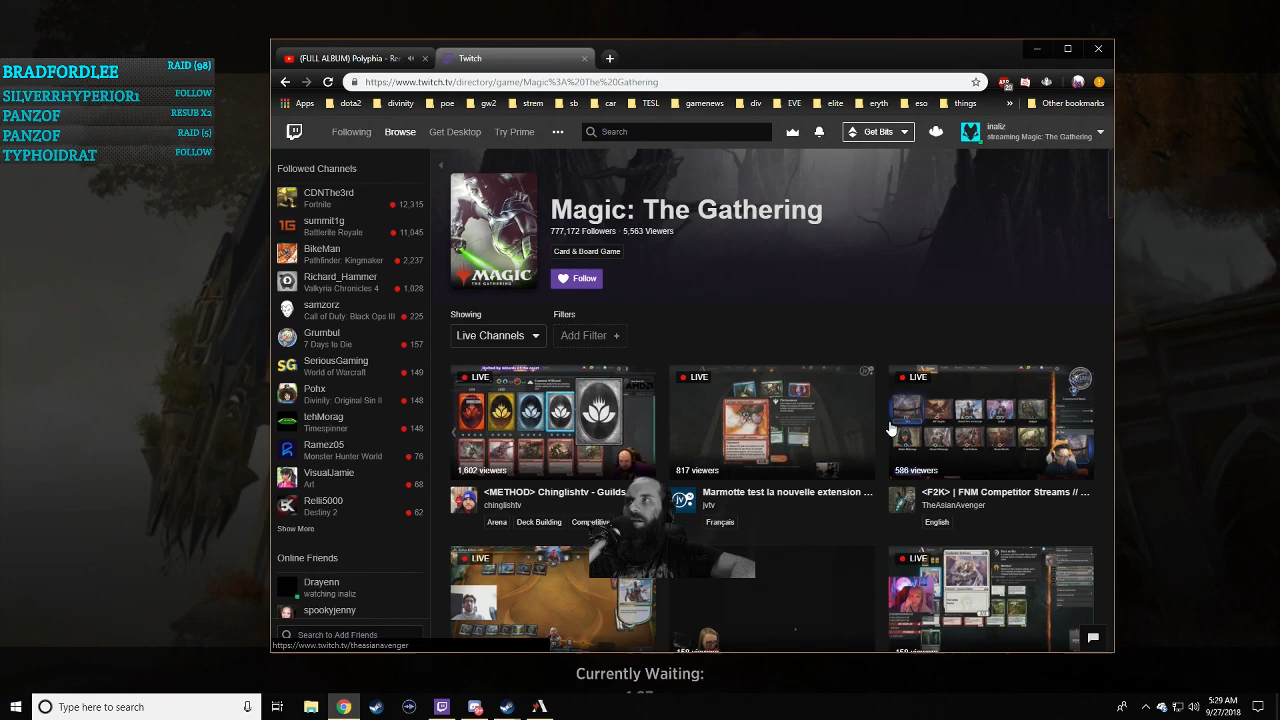 BRADFORDLEE RAID (98)
SILVERRHYPERIOR1 FOLLOW
PANZOF RESUB X2
PANZOF RAID (5)
TYPHOIDRAT FOLLOW
(FULL ALBUM) Polyphia - Rer
Twitch
https://www.twitch.tv/directory/game/Magic%3A%20The%20Gathering
Apps dota2 divinity poe gw2 strem sb car TESL gamenews div EVE elite eso things » Other bookmarks
Following Browse Get Desktop Try Prime Search Get Bits
inaliz
streaming Magic: The Gathering
Followed Channels
CDNThe3rd
Fortnite 12,315
summit1g
Battlerite Royale 11,045
BikeMan
Pathfinder: Kingmaker 2,237
Richard_Hammer
Valkyria Chronicles 4 1,028
samzorz
Call of Duty: Black Ops III 225
Grumbul
7 Days to Die 157
SeriousGaming
World of Warcraft 149
Pohx
Divinity: Original Sin II 148
tehMorag
Timespinner 148
Ramez05
Monster Hunter World 76
VisualJamie
Art 68
Relli5000
Destiny 2 62
Show More
Online Friends
Drayenn
watching inaliz
spookyjenny
Search to Add Friends
https://www.twitch.tv/theasianavenger
MAGIC
THE GATHERING
Magic: The Gathering
777,172 Followers · 5,563 Viewers
Card & Board Game
Follow
Showing Filters
Live Channels Add Filter +
LIVE LIVE LIVE
1,602 viewers 817 viewers 586 viewers
<METHOD> Chinglishtv - Guilds
chinglishtv
Arena Deck Building Competitive
Marmotte test la nouvelle extension ...
jvtv
Français
<F2K> | FNM Competitor Streams // ...
TheAsianAvenger
English
LIVE LIVE
158 viewers 158 viewers
Currently Waiting:
Type here to search
5:29 AM
9/27/2018